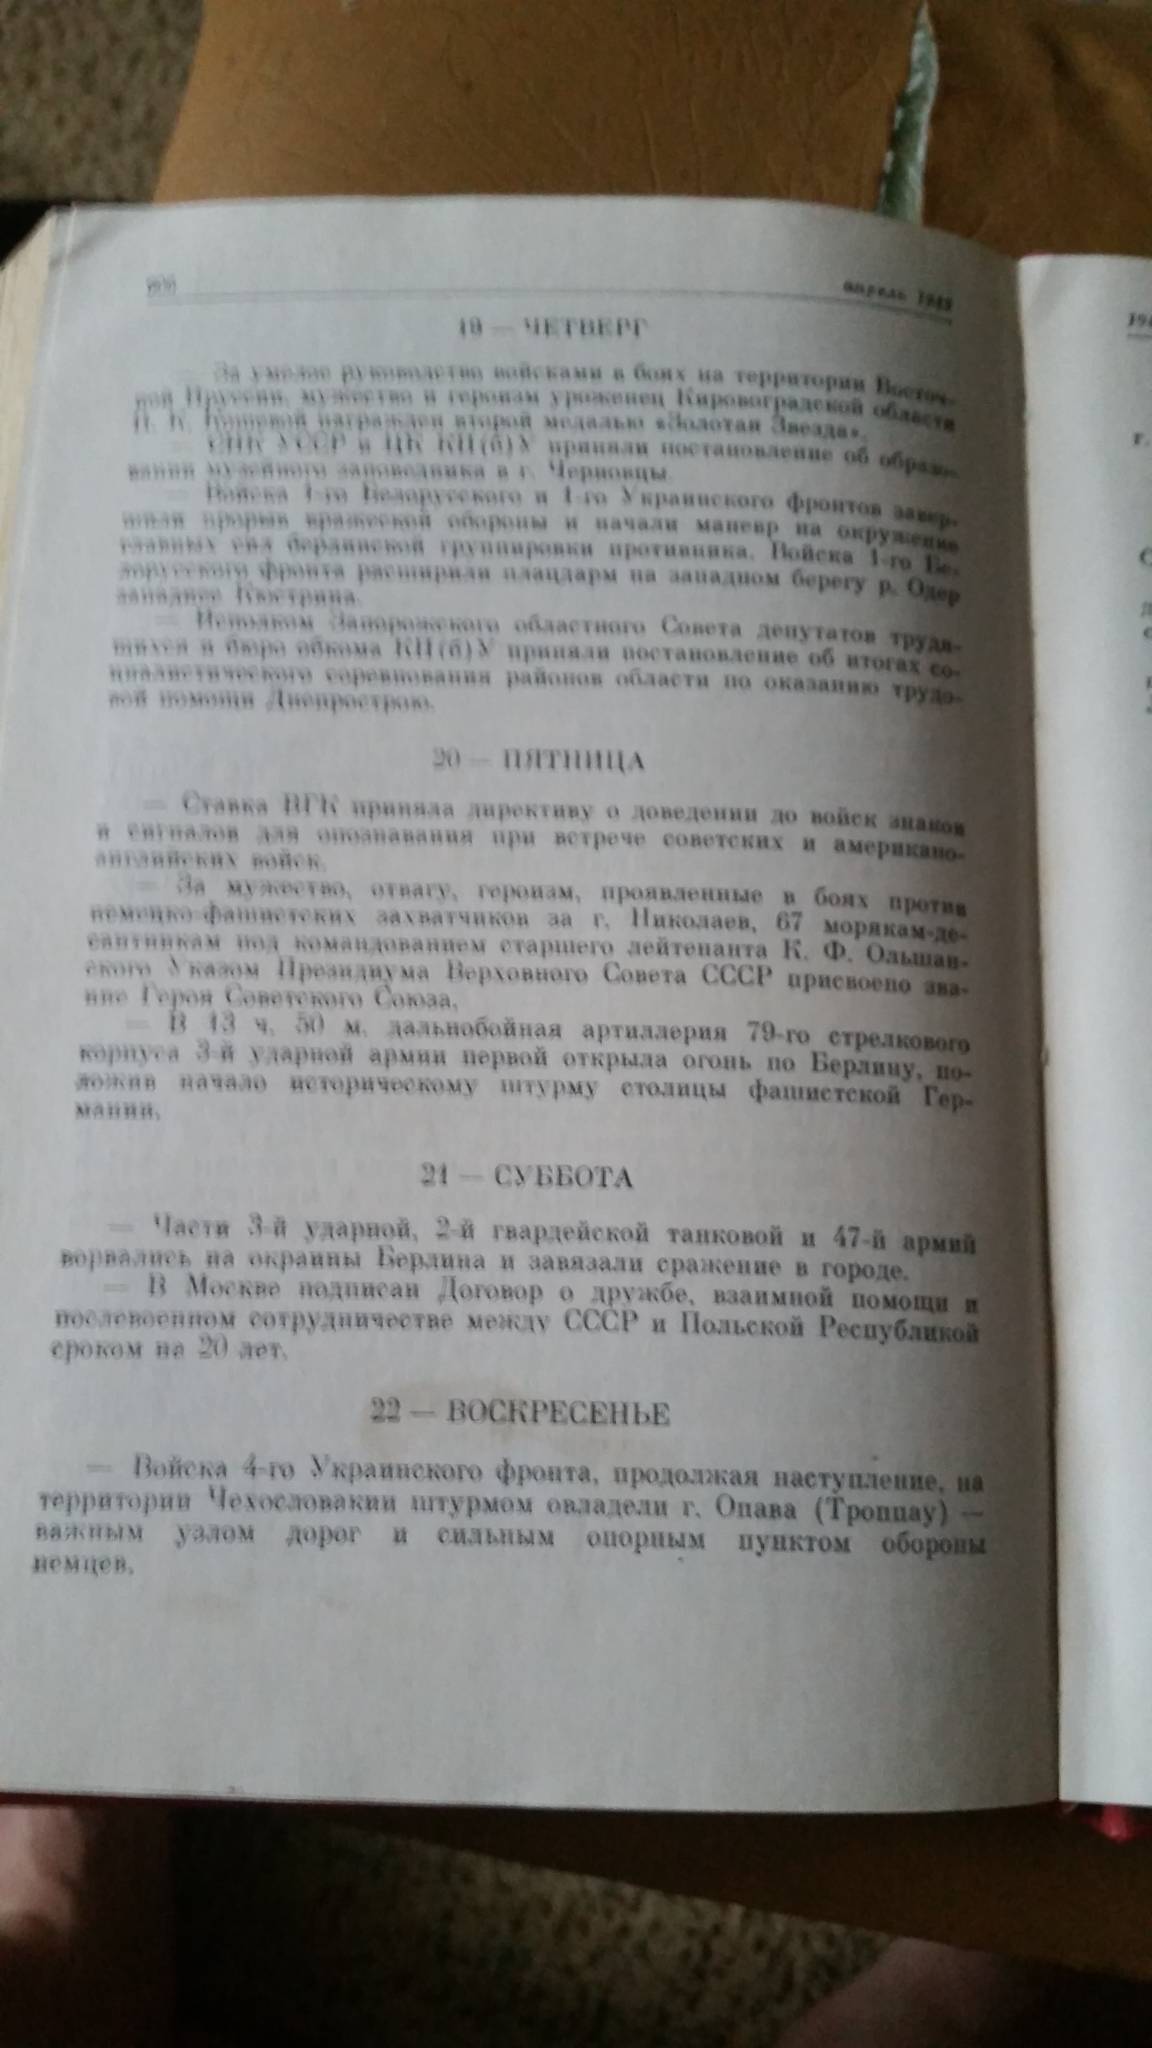 апрель 1945
19 — ЧЕТВЕРГ
— За умелое руководство войсками в боях на территории Восточ-
ной Пруссии, мужество и героизм уроженец Кировоградской области
П. К. Кошевой награжден второй медалью «Золотая Звезда».
— СНК УССР и ЦК КП(б)У приняли постановление об образо-
вании музейного заповедника в г. Черновцы.
— Войска 1-го Белорусского и 1-го Украинского фронтов завер-
шили прорыв вражеской обороны и начали маневр на окружение
главных сил берлинской группировки противника. Войска 1-го Бе-
лорусского фронта расширили плацдарм на западном берегу р. Одер
западнее Кюстрина.
— Исполком Запорожского областного Совета депутатов трудя-
щихся и бюро обкома КП(б)У приняли постановление об итогах со-
циалистического соревнования районов области по оказанию трудо-
вой помощи Днепрострою.
20 — ПЯТНИЦА
— Ставка ВГК приняла директиву о доведении до войск знаков
и сигналов для опознавания при встрече советских и американо-
английских войск.
— За мужество, отвагу, героизм, проявленные в боях против
немецко-фашистских захватчиков за г. Николаев, 67 морякам-де-
сантникам под командованием старшего лейтенанта К. Ф. Ольшан-
ского Указом Президиума Верховного Совета СССР присвоено зва-
ние Героя Советского Союза.
— В 13 ч. 50 м. дальнобойная артиллерия 79-го стрелкового
корпуса 3-й ударной армии первой открыла огонь по Берлину, по-
ложив начало историческому штурму столицы фашистской Гер-
мании.
21 — СУББОТА
— Части 3-й ударной, 2-й гвардейской танковой и 47-й армий
ворвались на окраины Берлина и завязали сражение в городе.
— В Москве подписан Договор о дружбе, взаимной помощи и
послевоенном сотрудничестве между СССР и Польской Республикой
сроком на 20 лет.
22 — ВОСКРЕСЕНЬЕ
— Войска 4-го Украинского фронта, продолжая наступление, на
территории Чехословакии штурмом овладели г. Опава (Троппау) —
важным узлом дорог и сильным опорным пунктом обороны
немцев.